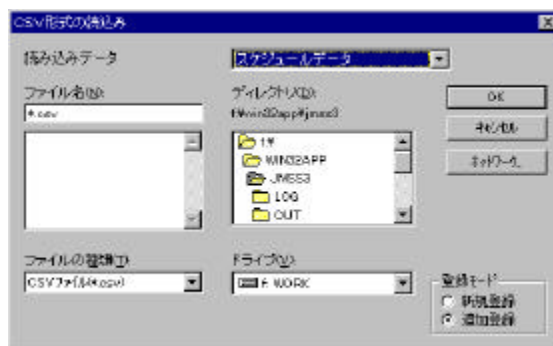 CSV形式の読込み
読み込みデータ
スケジュールデータ
ファイル名(N):
*.csv
ディレクトリ(D):
f:¥win32app¥jmss3
f:¥
WIN32APP
JMSS3
LOG
OUT
OK
キャンセル
ネットワーク...
ファイルの種類(T):
CSVファイル(*.csv)
ドライブ(V):
f: WORK
登録モード
新規登録
追加登録